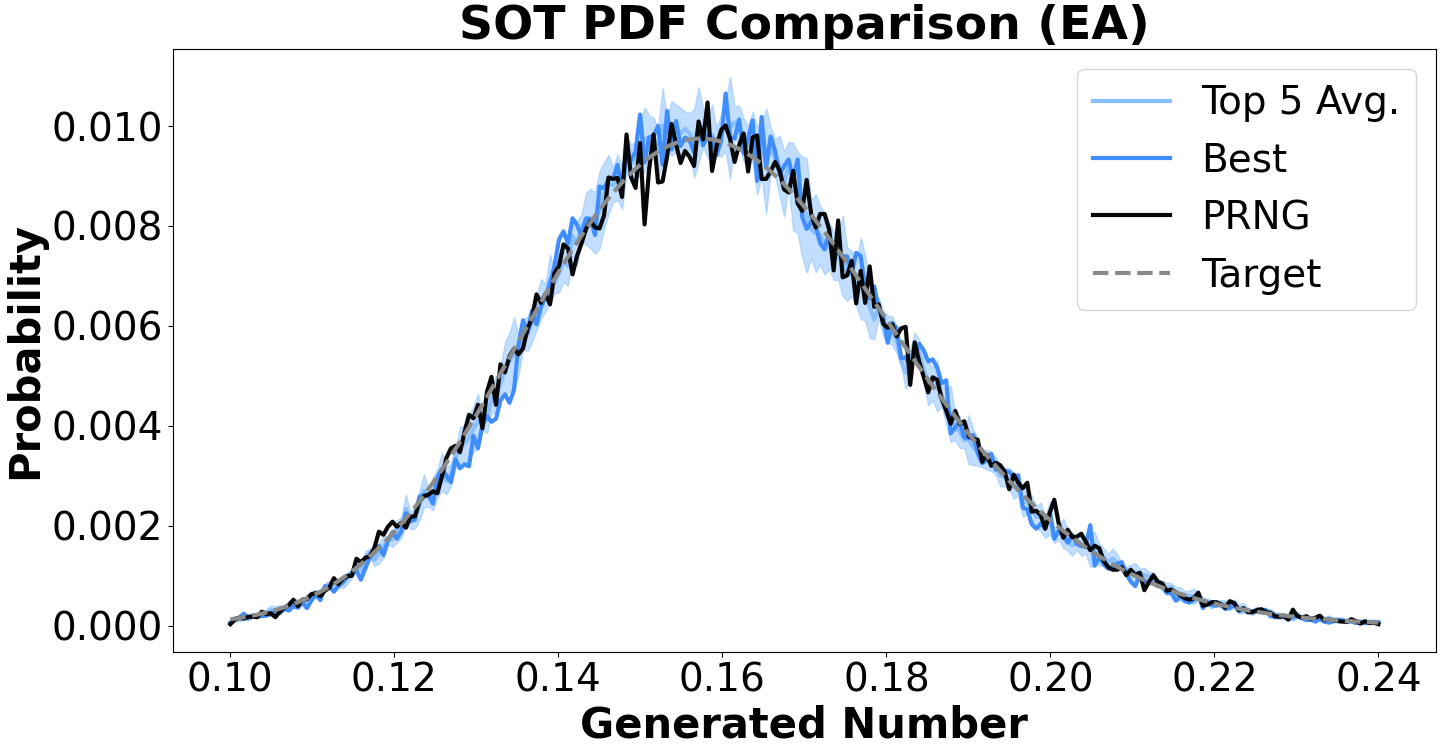 SOT PDF Comparison (EA)
Top 5 Avg.
Best
PRNG
Target
Probability
0.010
0.008
0.006
0.004
0.002
0.000
0.10 0.12 0.14 0.16 0.18 0.20 0.22 0.24
Generated Number